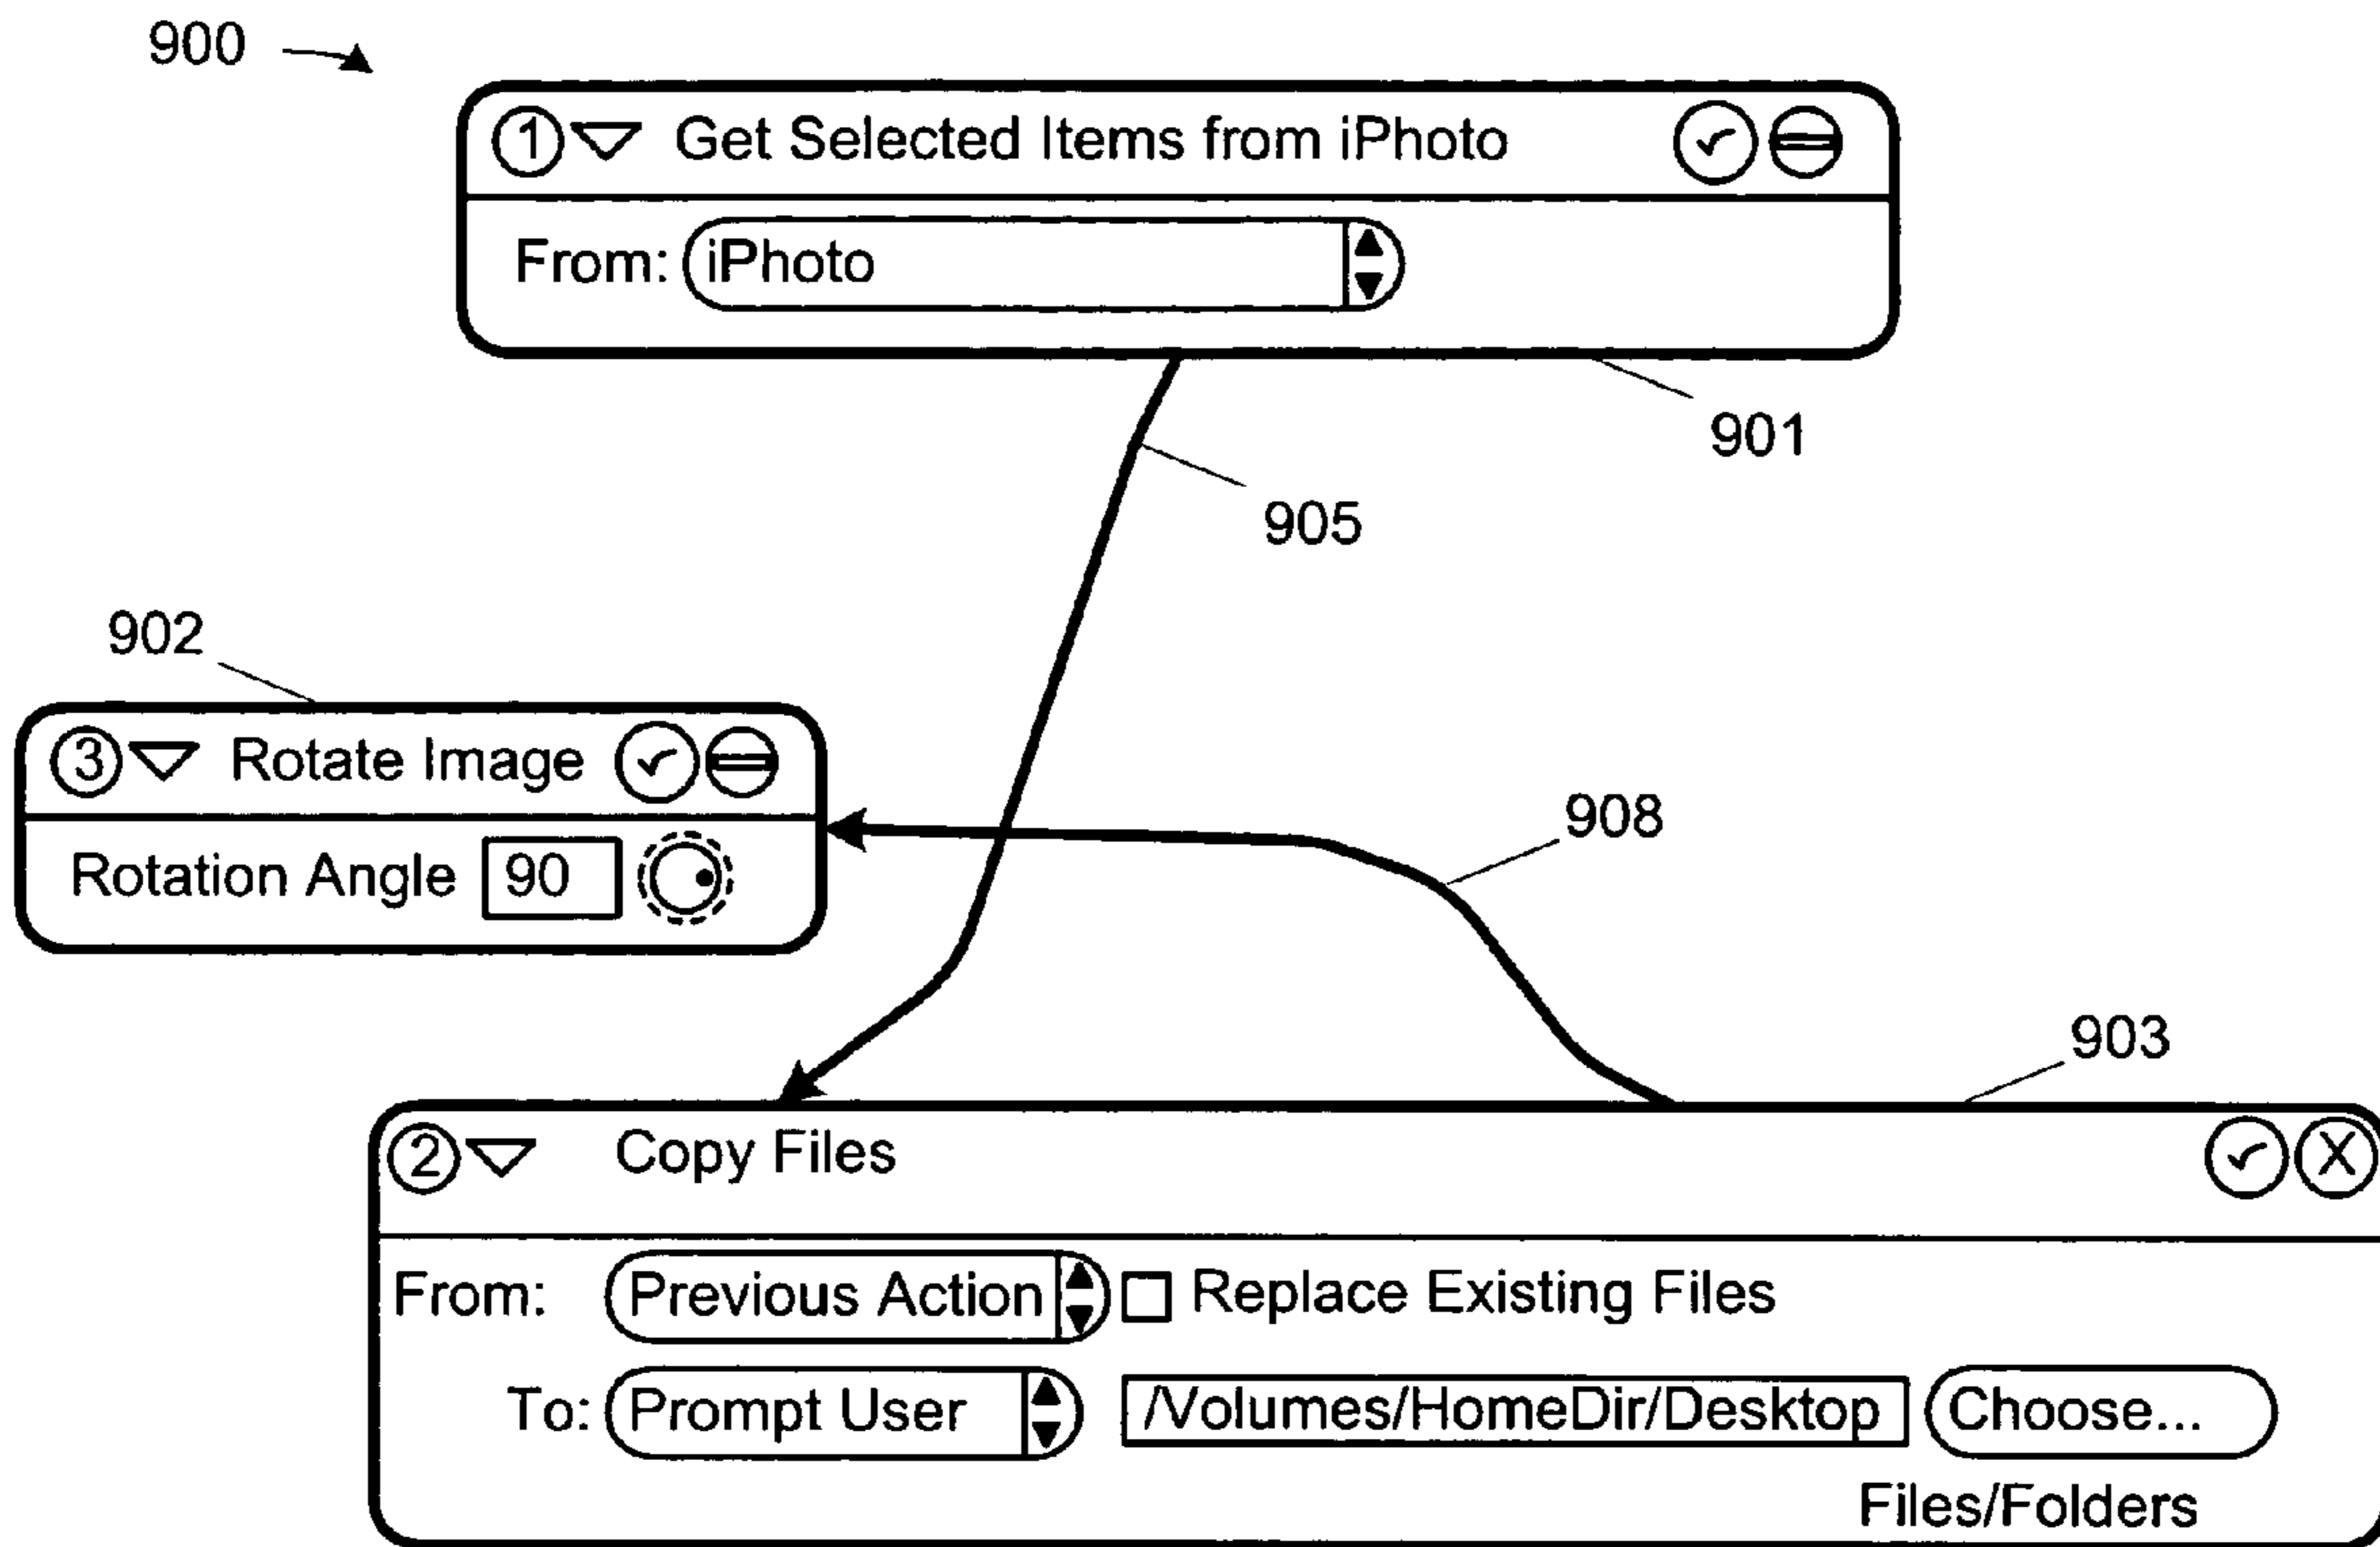 900
1 Get Selected Items from iPhoto
From: iPhoto
901
905
902
3 Rotate Image
Rotation Angle 90
908
903
2 Copy Files X
From: Previous Action Replace Existing Files
To: Prompt User /Volumes/HomeDir/Desktop Choose...
Files/Folders